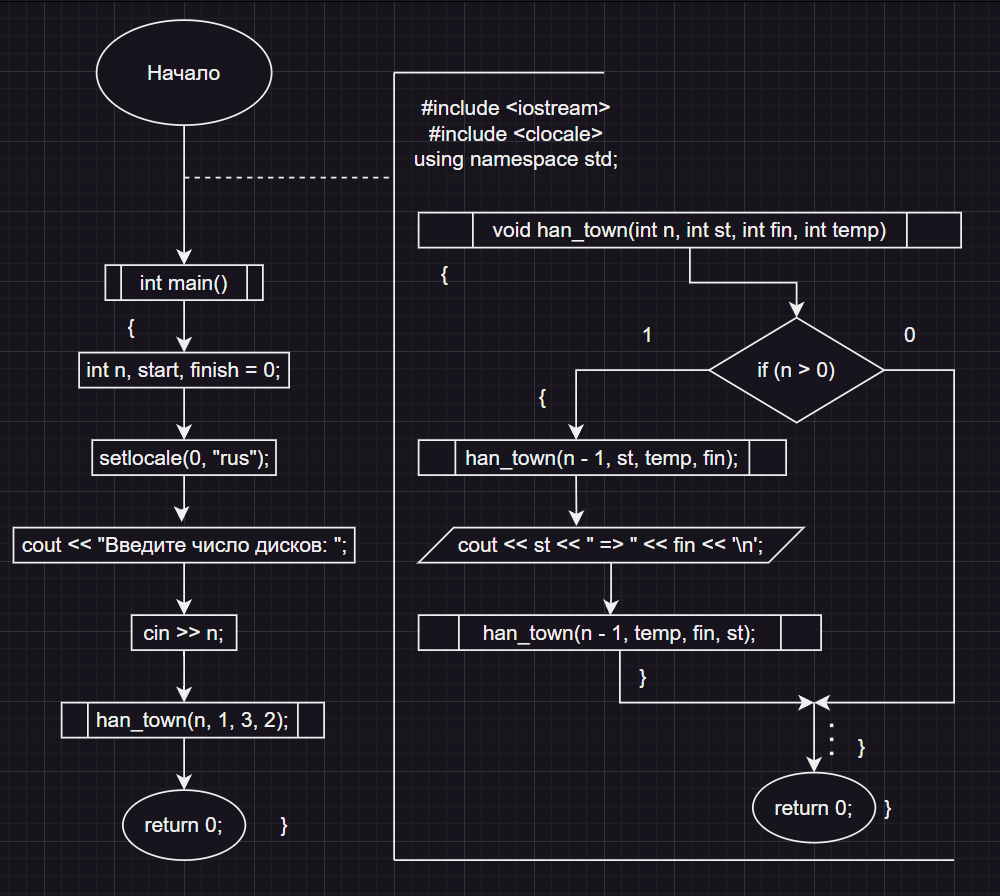 Начало
int main()
{
int n, start, finish = 0;
setlocale(0, "rus");
cout << "Введите число дисков: ";
cin >> n;
han_town(n, 1, 3, 2);
return 0;
}
#include <iostream>
#include <clocale>
using namespace std;
void han_town(int n, int st, int fin, int temp)
{
if (n > 0)
1
0
{
han_town(n - 1, st, temp, fin);
cout << st << " => " << fin << '\n';
han_town(n - 1, temp, fin, st);
}
:
}
return 0;
}